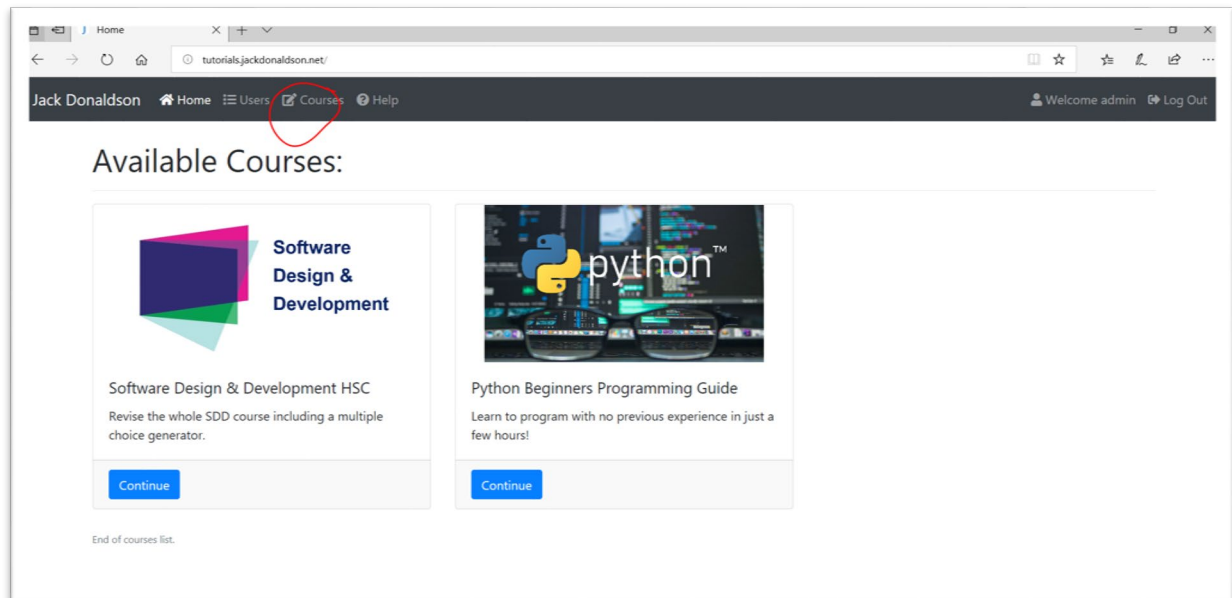 Home
tutorials.jackdonaldson.net/
Jack Donaldson Home Users Courses Help Welcome admin Log Out
Available Courses:
Software
Design &
Development
python™
Software Design & Development HSC
Revise the whole SDD course including a multiple
choice generator.
Continue
Python Beginners Programming Guide
Learn to program with no previous experience in just a
few hours!
Continue
End of courses list.